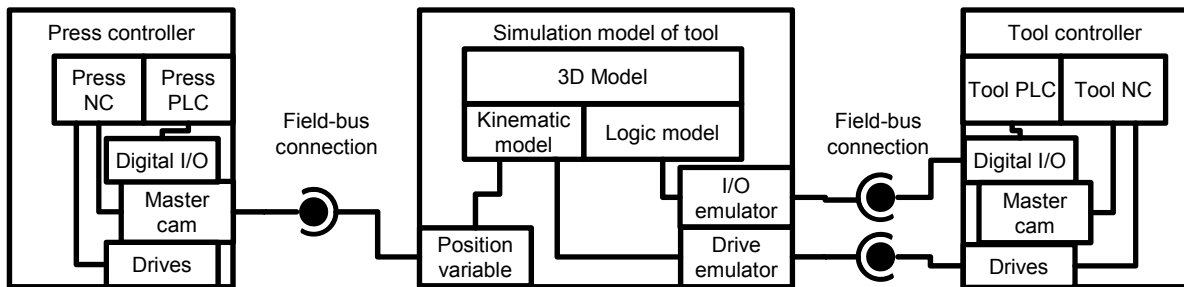 Press controller
Press
NC
Press
PLC
Digital I/O
Master
cam
Drives
Field-bus
connection
Simulation model of tool
3D Model
Kinematic
model
Logic model
I/O
emulator
Position
variable
Drive
emulator
Field-bus
connection
Tool controller
Tool PLC
Tool NC
Digital I/O
Master
cam
Drives